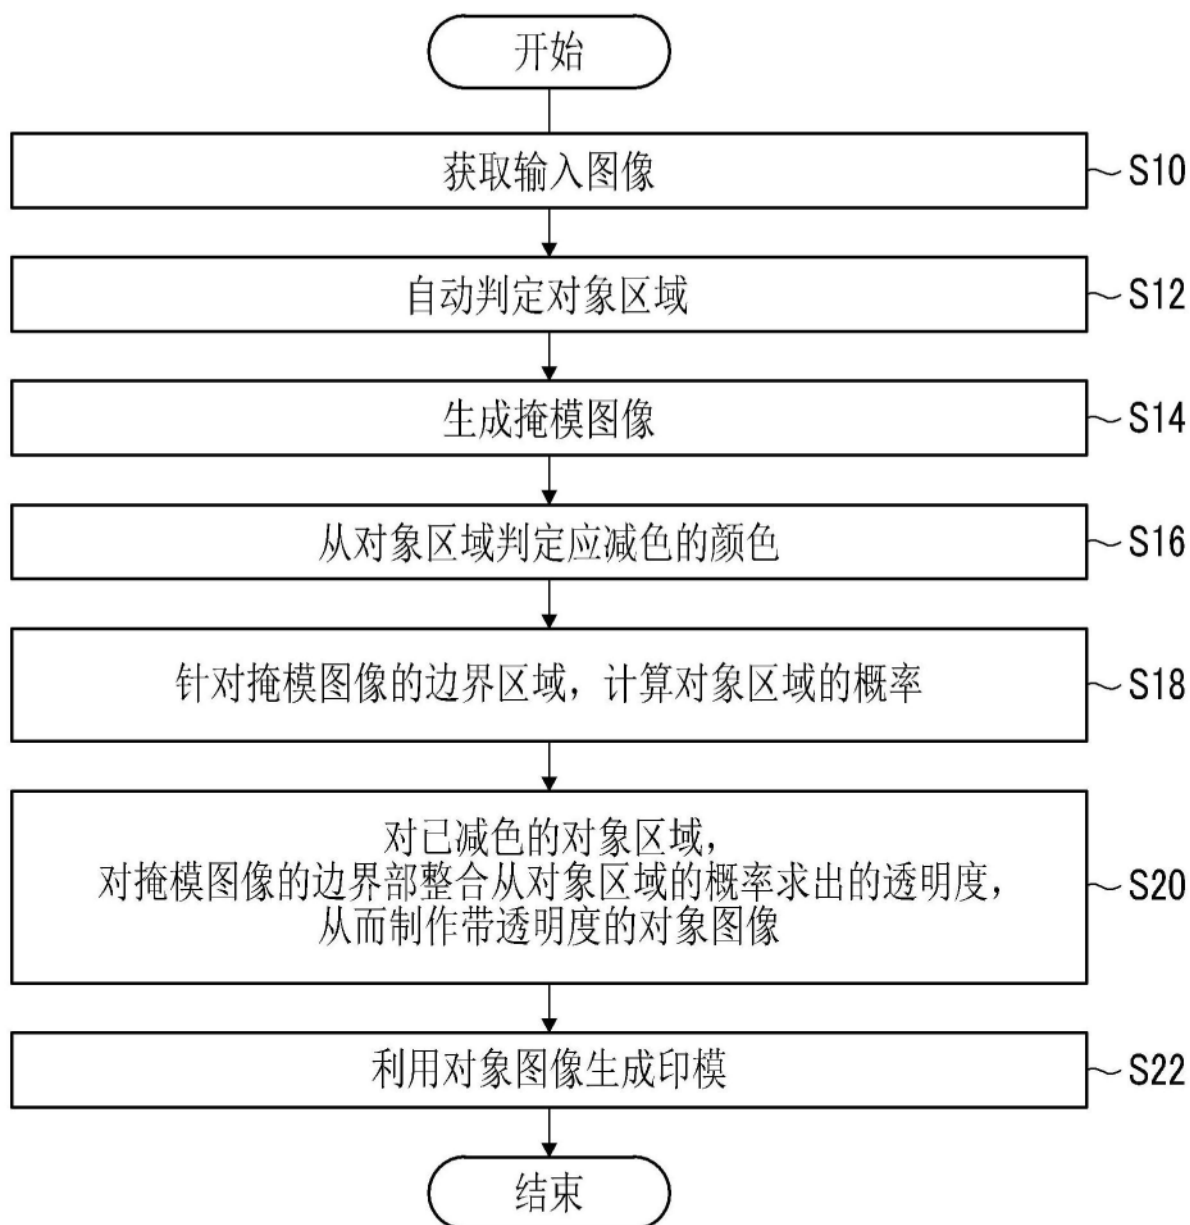 开始
获取输入图像
S10
自动判定对象区域
S12
生成掩模图像
S14
从对象区域判定应减色的颜色
S16
针对掩模图像的边界区域，计算对象区域的概率
S18
对已减色的对象区域，
对掩模图像的边界部整合从对象区域的概率求出的透明度，
从而制作带透明度的对象图像
S20
利用对象图像生成印模
S22
结束